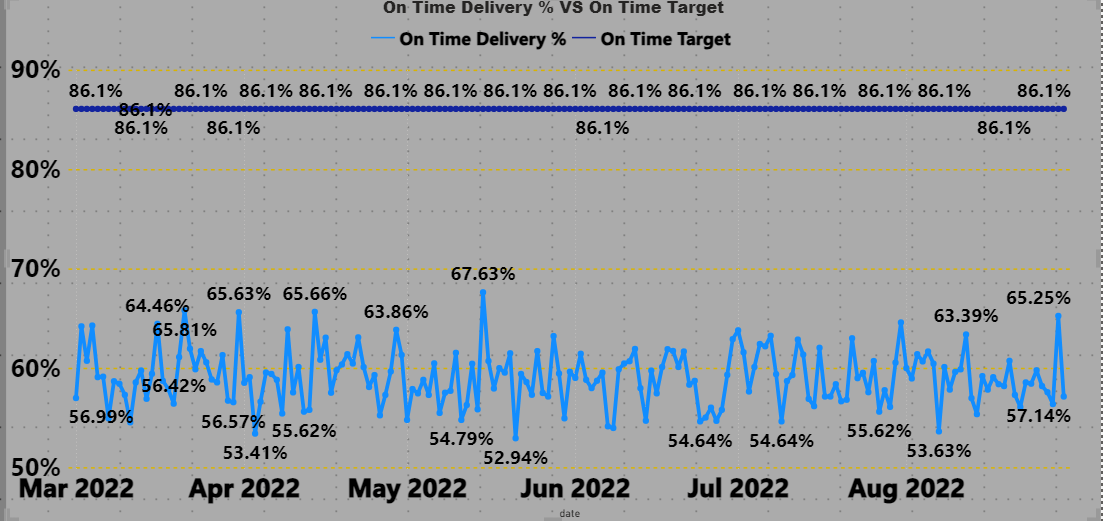 On Time Delivery % VS On Time Target
On Time Delivery % On Time Target
90%
86.1% 86.1% 86.1% 86.1% 86.1% 86.1% 86.1% 86.1% 86.1% 86.1% 86.1% 86.1% 86.1% 86.1% 86.1%
86.1%
86.1% 86.1% 86.1% 86.1%
80%
70%
67.63%
64.46% 65.63% 65.66% 63.86% 63.39% 65.25%
65.81%
60%
56.42%
56.99% 56.57% 57.14%
55.62% 54.79% 54.64% 54.64% 55.62%
53.41% 52.94% 53.63%
50%
Mar 2022 Apr 2022 May 2022 Jun 2022 Jul 2022 Aug 2022
date